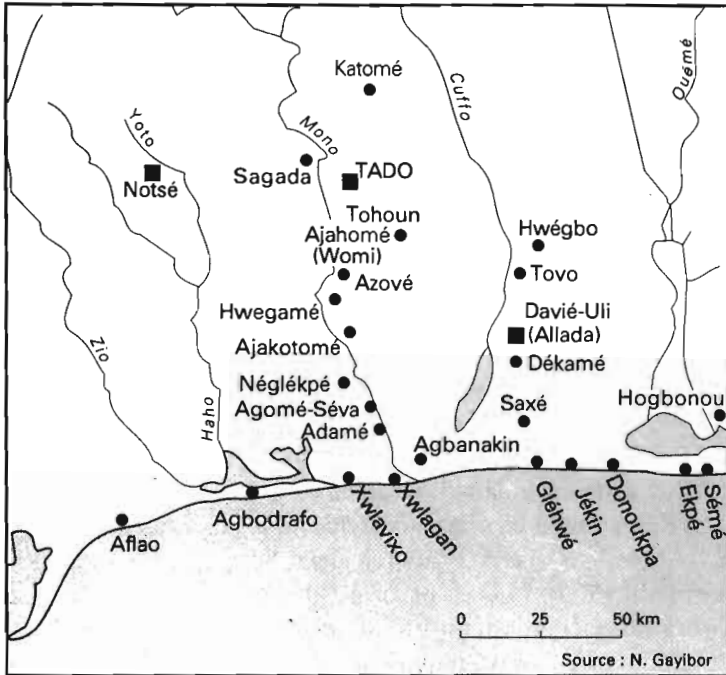 Katomé
Cuffo
Ouémé
Yoto
Mono
Sagada
TADO
Notsé
Tohoun
Hwégbo
Ajahomé
(Womi)
Azové
Tovo
Hwegamé
Davié-Uli
(Allada)
Ajakotomé
Zio
Dékamé
Néglékpé
Haho
Agomé-Séva
Saxé
Hogbonou
Adamé
Agbanakin
Agbodrafo
Aflao
Xwlavixo
Xwlagan
Gléhwé
Jékin
Donoukpa
Ekpé
Sémé
0 25 50 km
Source : N. Gayibor